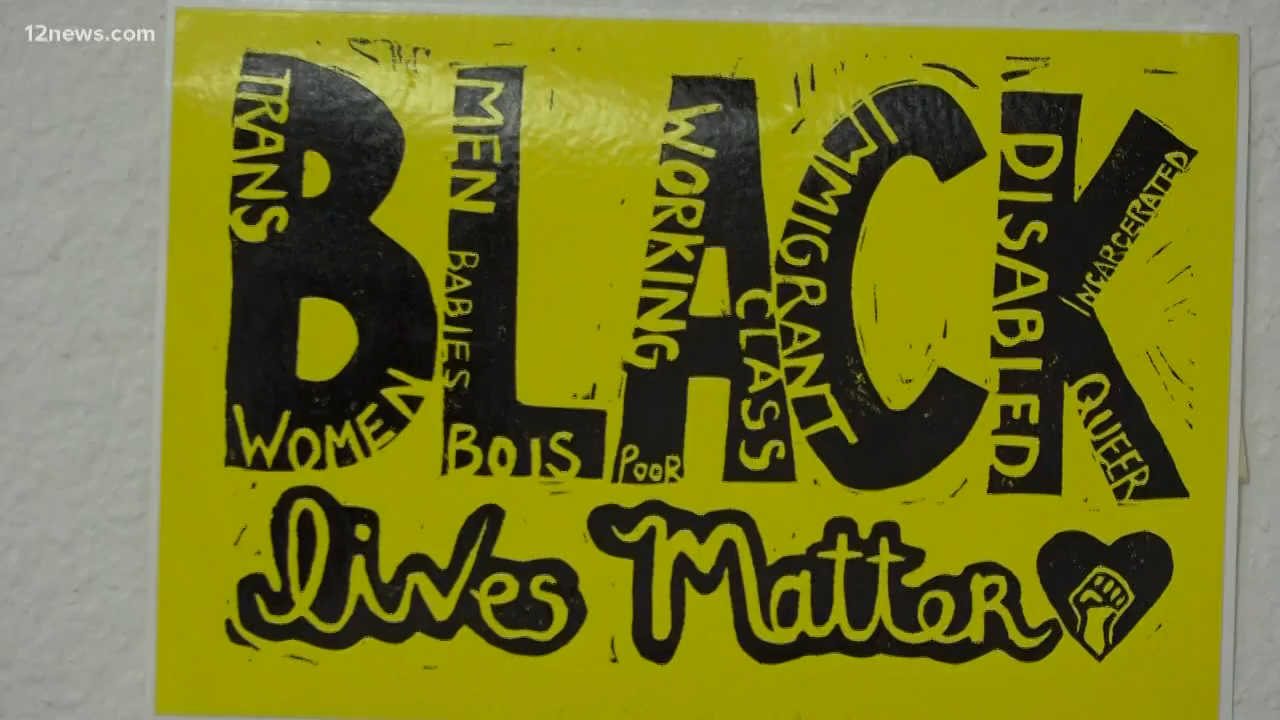 12news.com
BLACK
TRANS
WOMEN
MEN
BABIES
BOIS
WORKING
CLASS
POOR
IMMIGRANT
DISABLED
INCARCERATED
QUEER
lives Matter